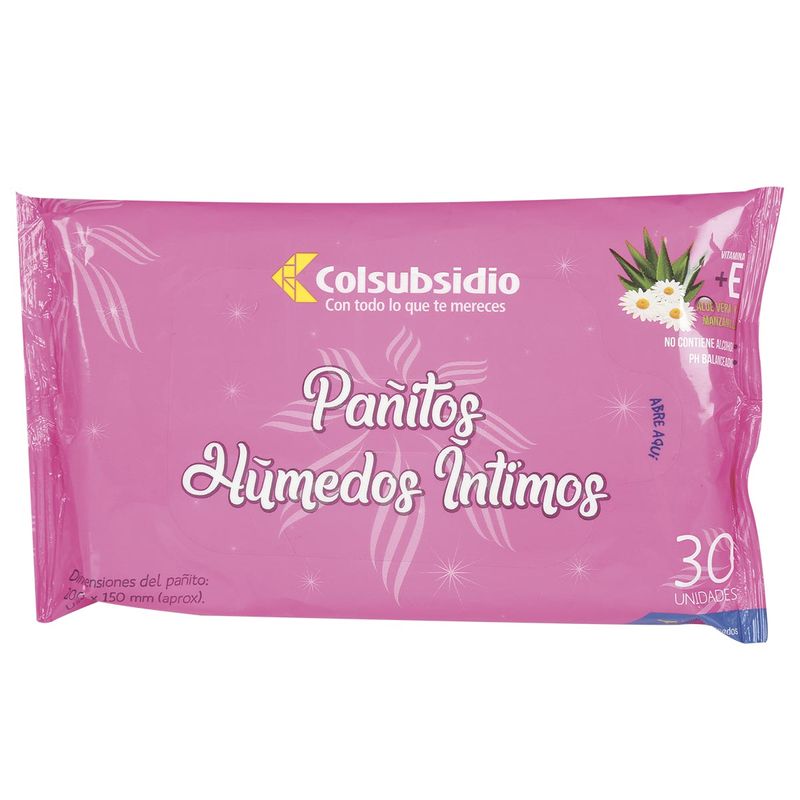 Colsubsidio
Con todo lo que te mereces
VITAMINA
+E
ALOE VERA Y
NO CONTIENE ALCOHOL
PH BALANCEADO
ABRE AQUÍ
Pañitos
Húmedos Íntimos
30
UNIDADES
Dimensiones del pañito:
x 150 mm (aprox).